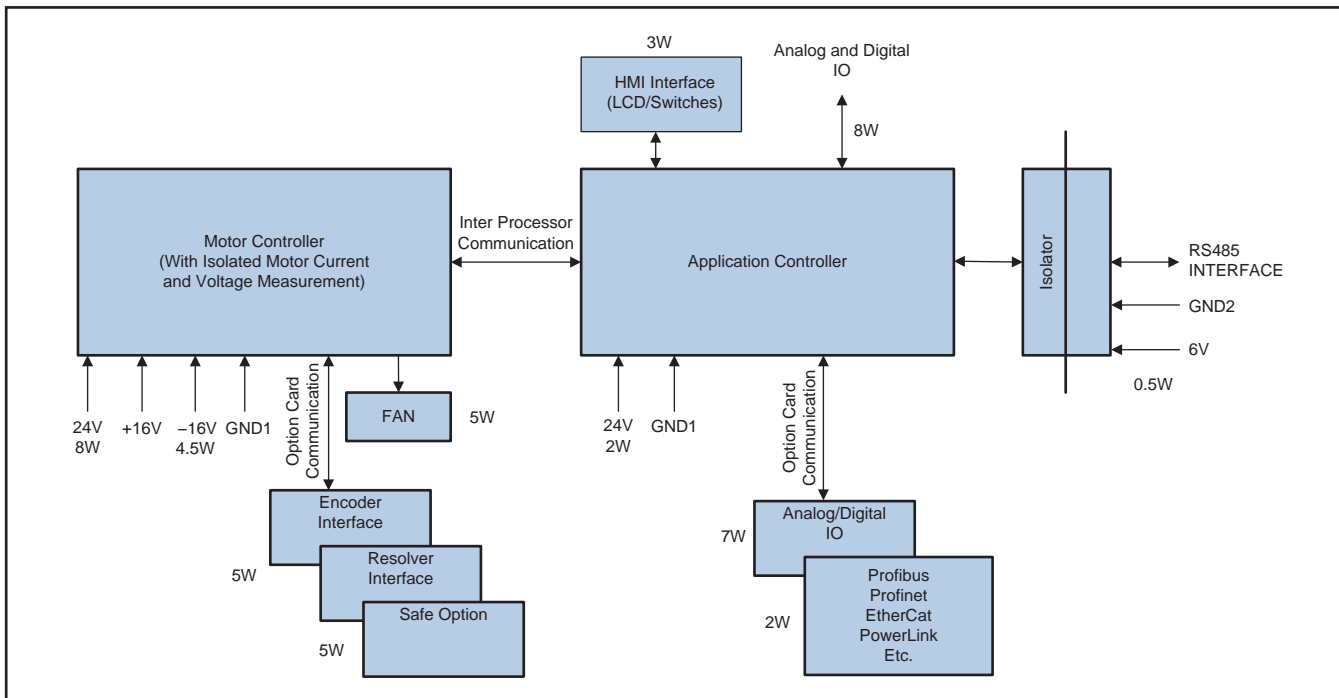 3W
HMI Interface
(LCD/Switches)
Analog and Digital
IO
8W
Motor Controller
(With Isolated Motor Current
and Voltage Measurement)
Inter Processor
Communication
Application Controller
Isolator
RS485
INTERFACE
GND2
6V
0.5W
24V
8W
+16V
−16V
4.5W
GND1
Option Card
Communication
FAN
5W
24V
2W
GND1
Option Card
Communication
Encoder
Interface
5W
Resolver
Interface
Safe Option
5W
Analog/Digital
IO
7W
Profibus
Profinet
EtherCat
PowerLink
Etc.
2W